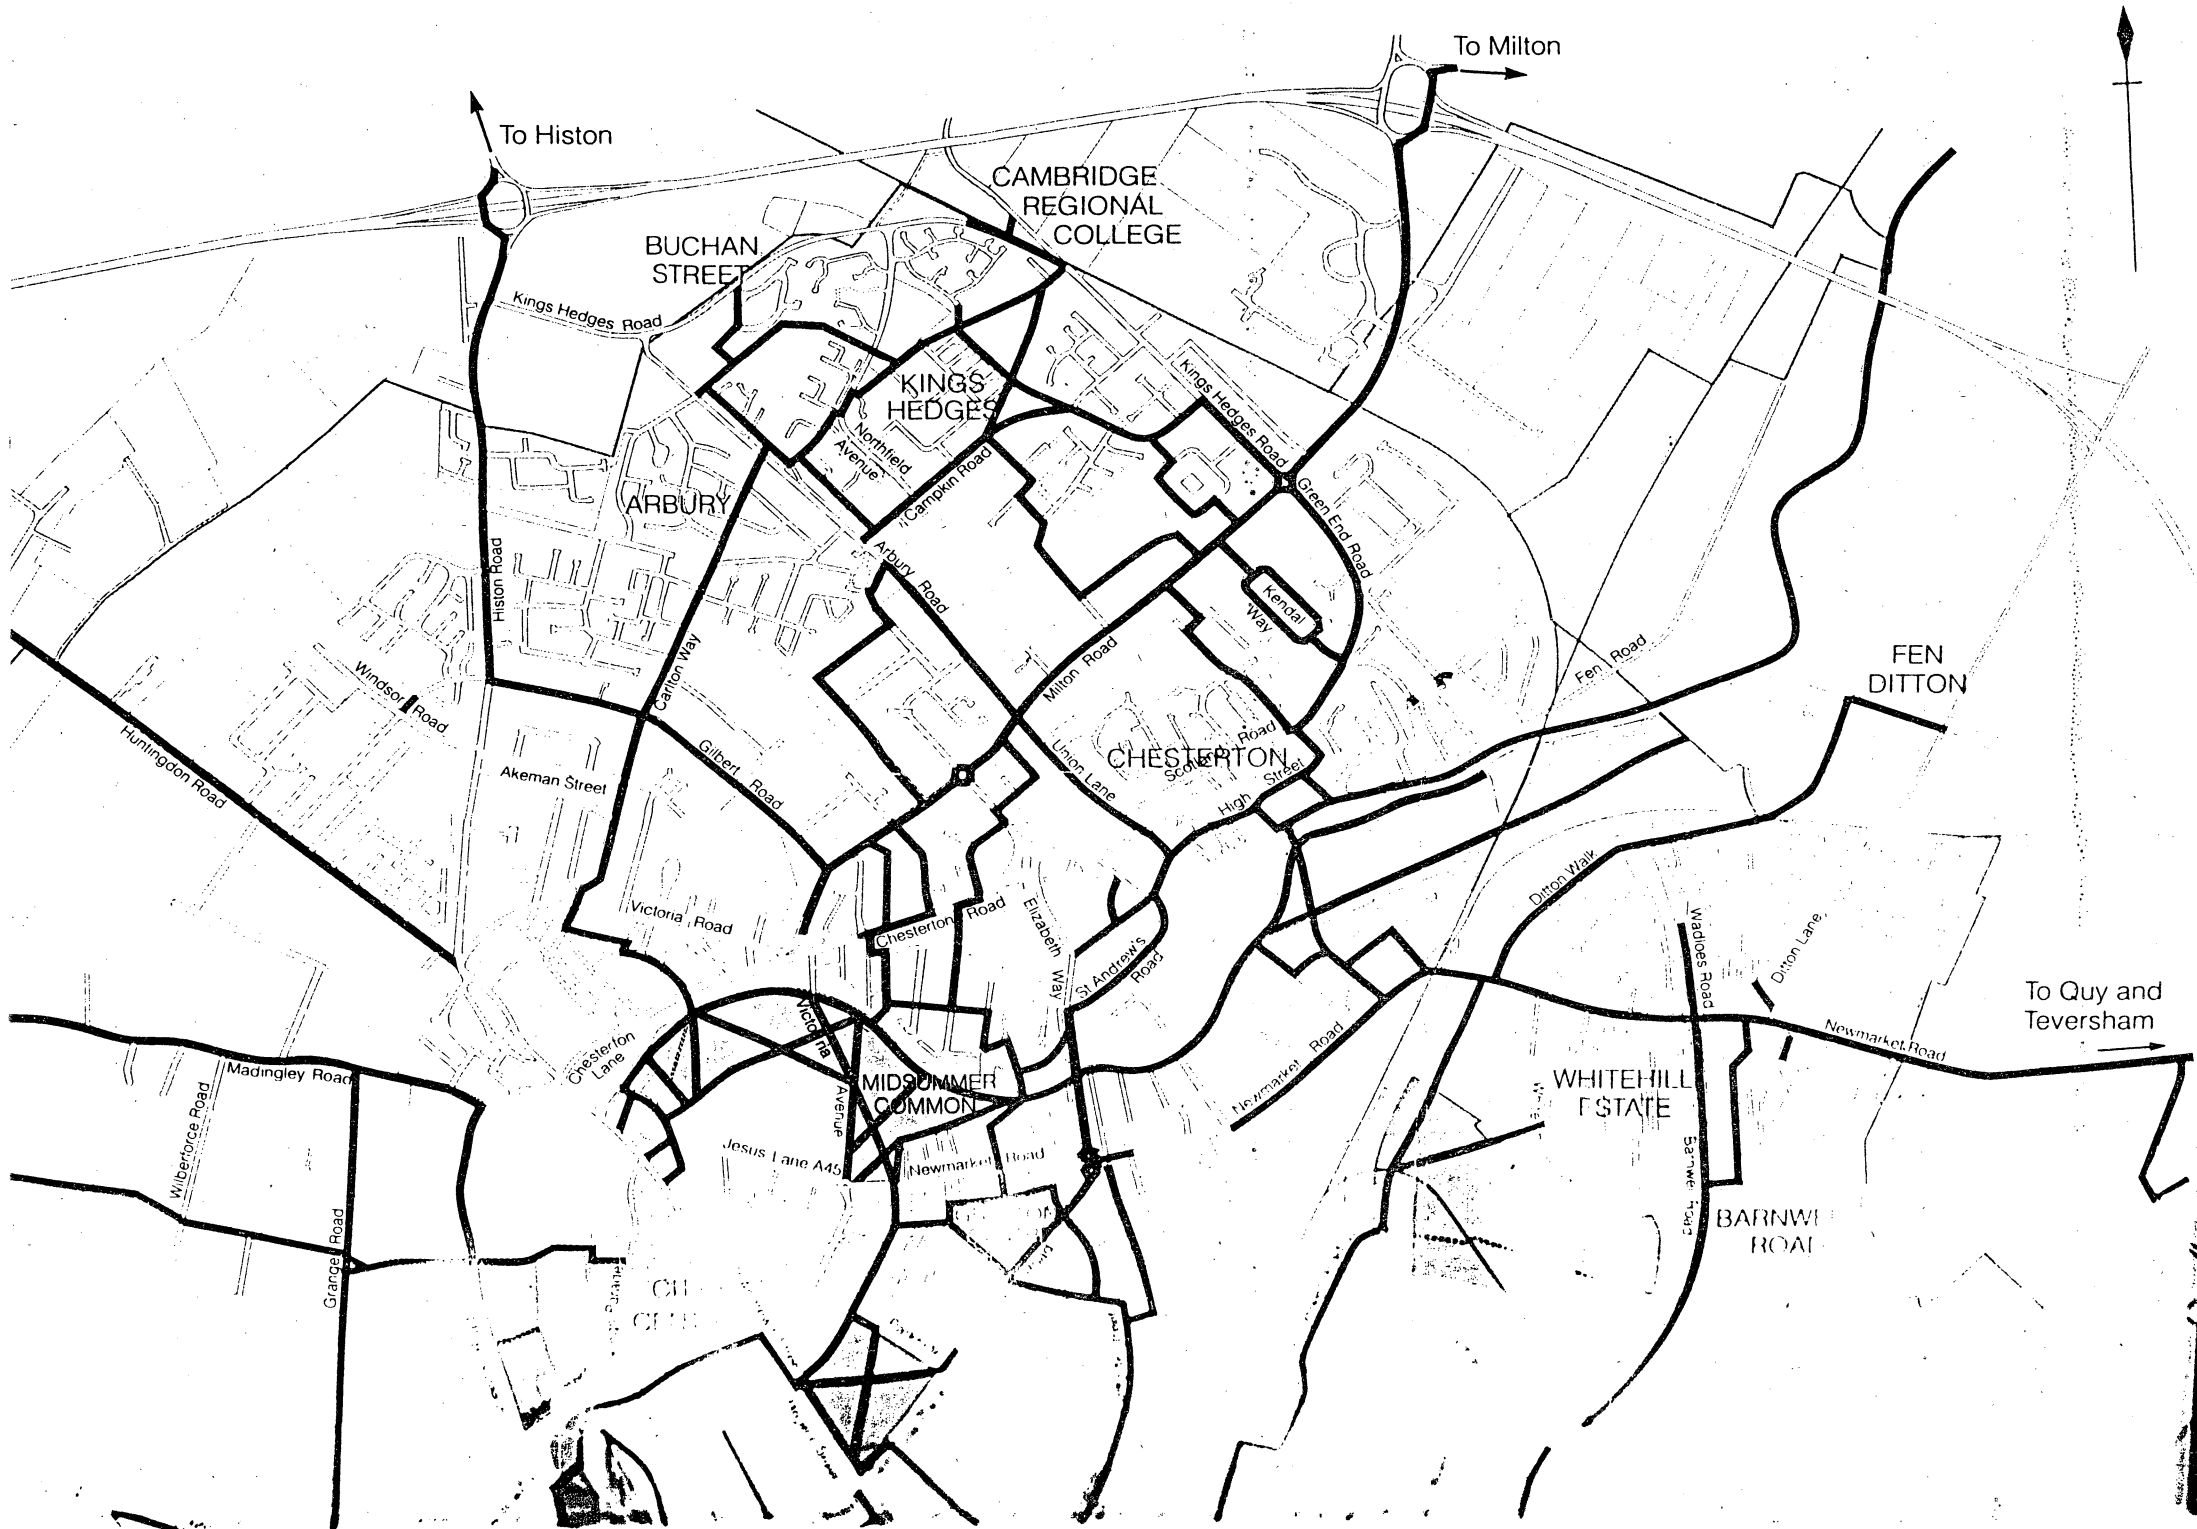 To Milton
To Histon
CAMBRIDGE
REGIONAL
COLLEGE
BUCHAN
STREET
Kings Hedges Road
KINGS
HEDGES
Kings Hedges Road
Northfield
Avenue
Campkin Road
ARBURY
Green End Road
Arbury Road
Histon Road
Kendal
Way
Carlton Way
Milton Road
Fen Road
FEN
DITTON
Windsor Road
Huntingdon Road
Gilbert Road
Akeman Street
Union Lane
CHESTERTON
Road
High Street
Ditton Walk
Victoria Road
Chesterton Road
Elizabeth Way
St Andrew's
Road
Wadloes Road
Ditton Lane
To Quy and
Teversham
Newmarket Road
Victoria
Avenue
Chesterton
Lane
Madingley Road
MIDSUMMER
COMMON
Newmarket Road
WHITEHILL
ESTATE
Wilberforce Road
Jesus Lane A45
Newmarket Road
Grange Road